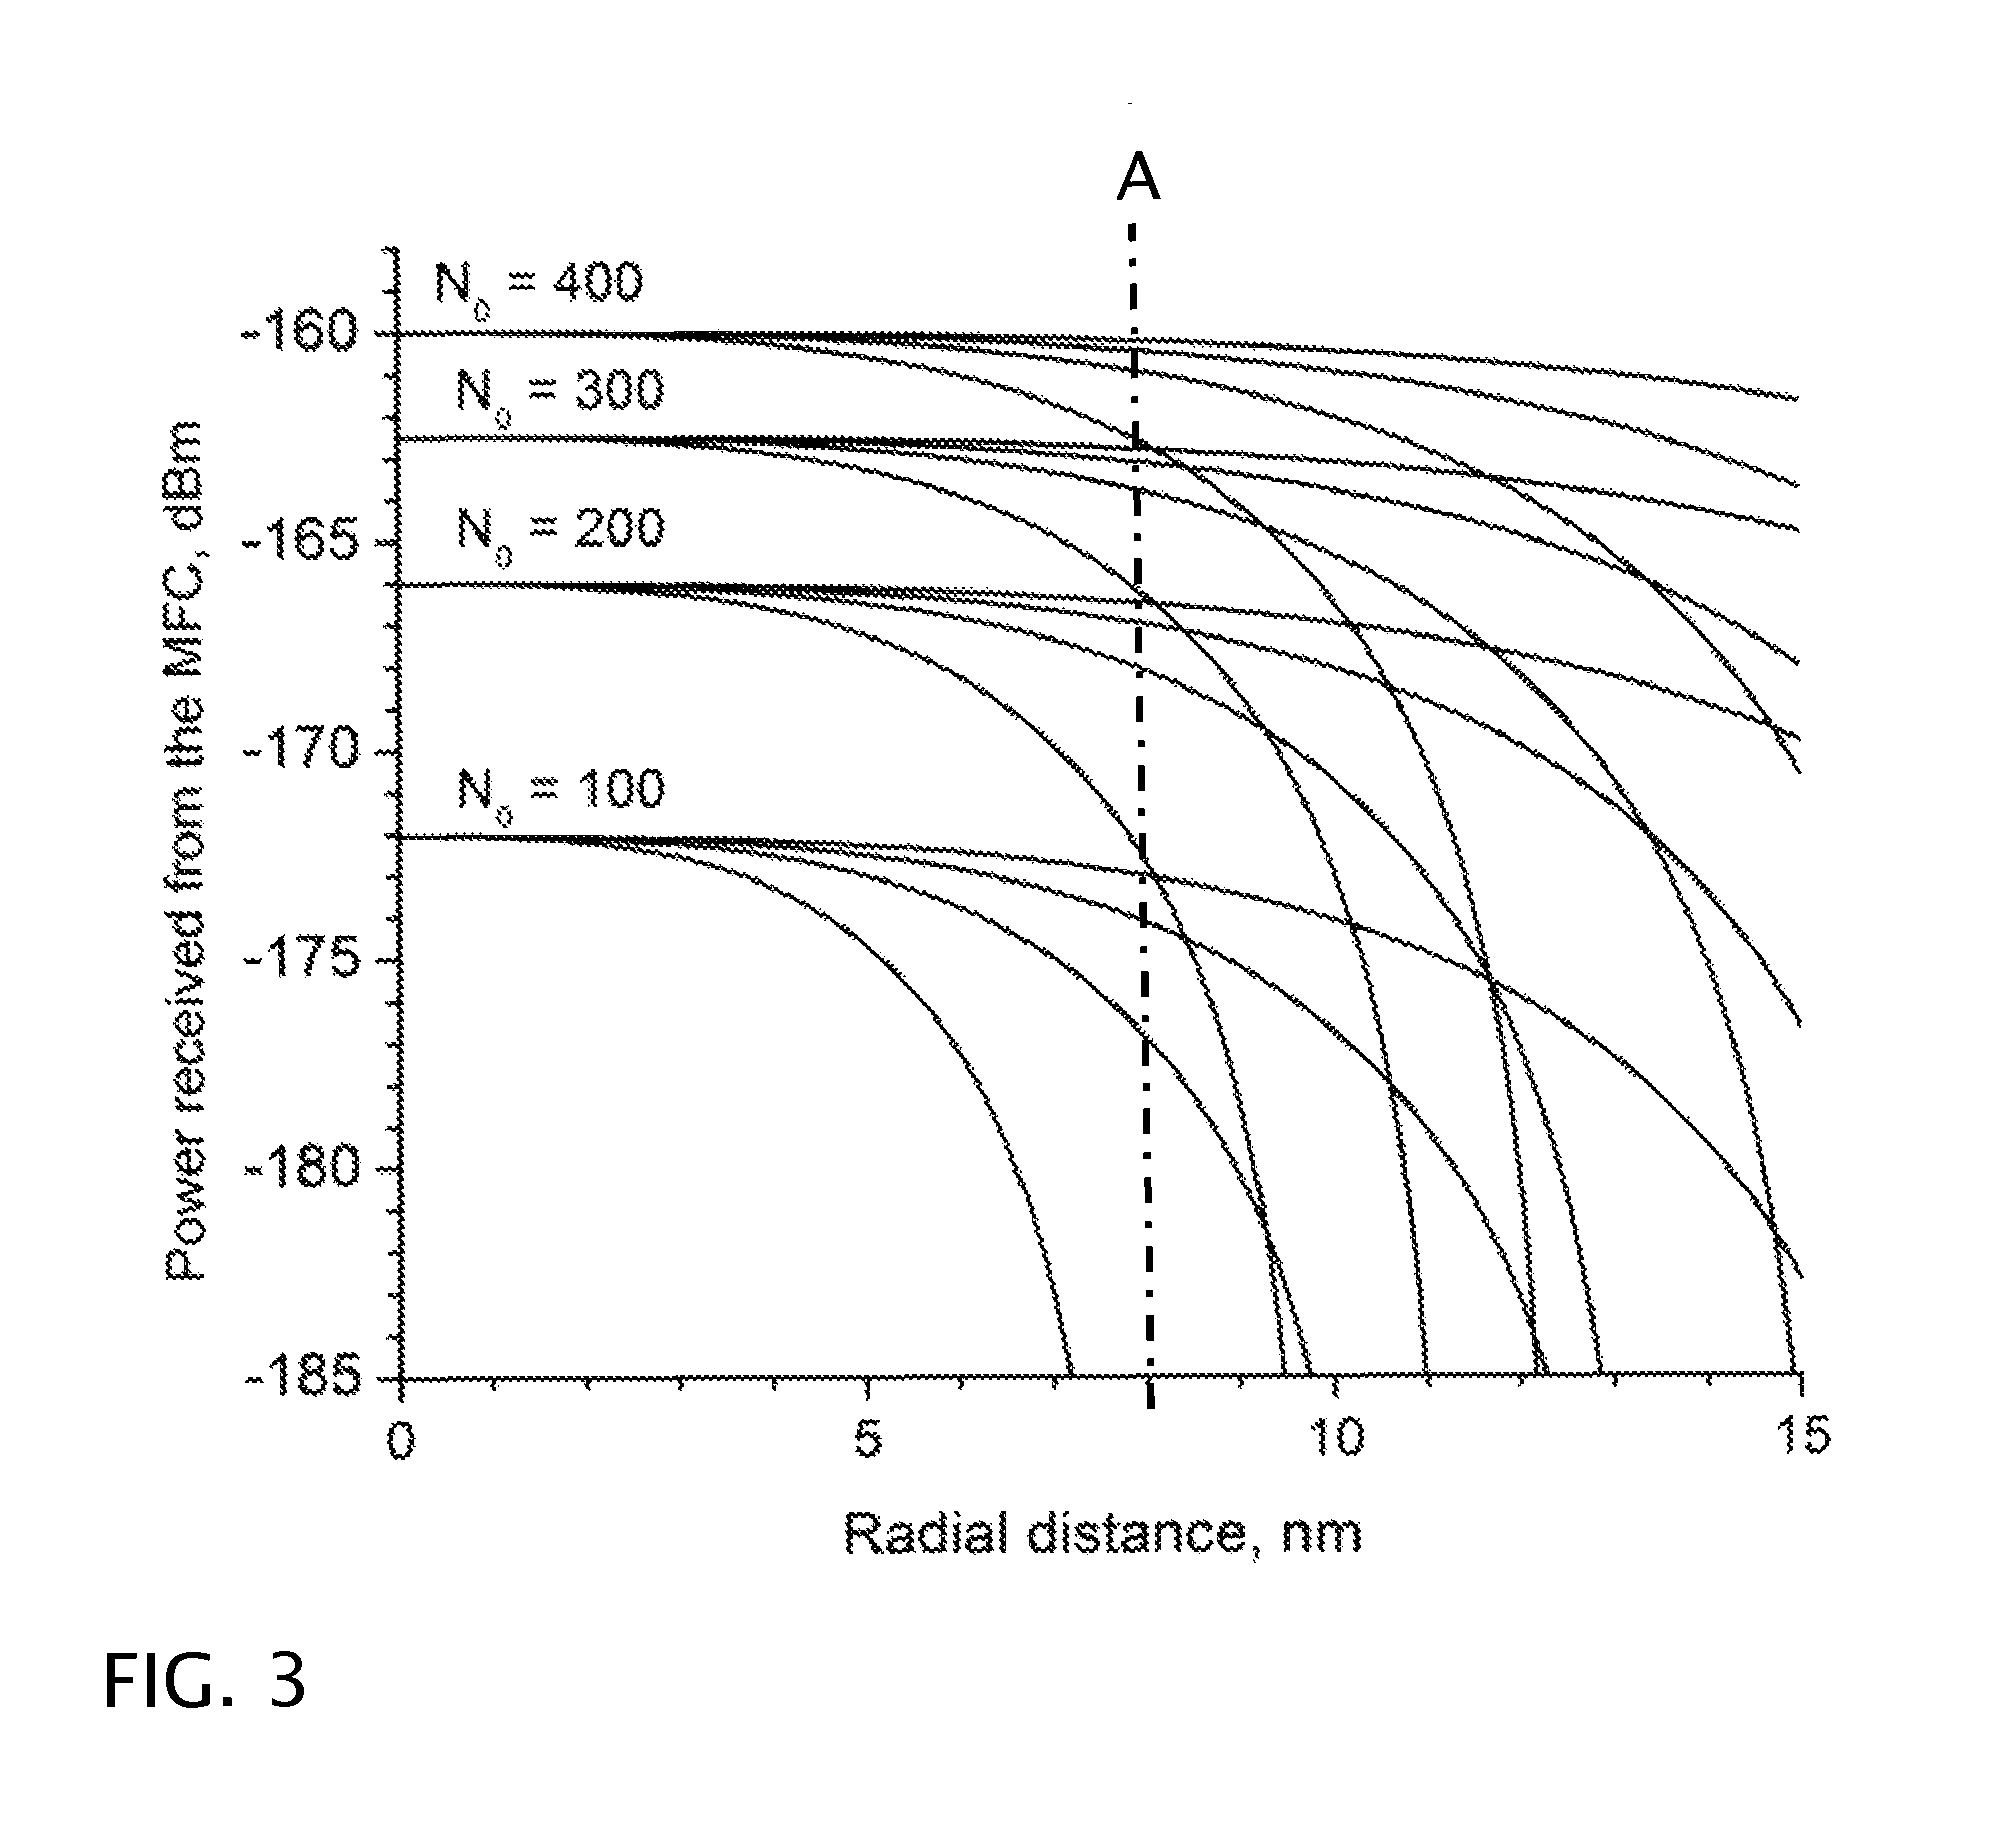 A
N₀ = 400
-160
N₀ = 300
-165
N₀ = 200
-170
N₀ = 100
-175
-180
-185
Power received from the MFC, dBm
0 5 10 15
Radial distance, nm
FIG. 3